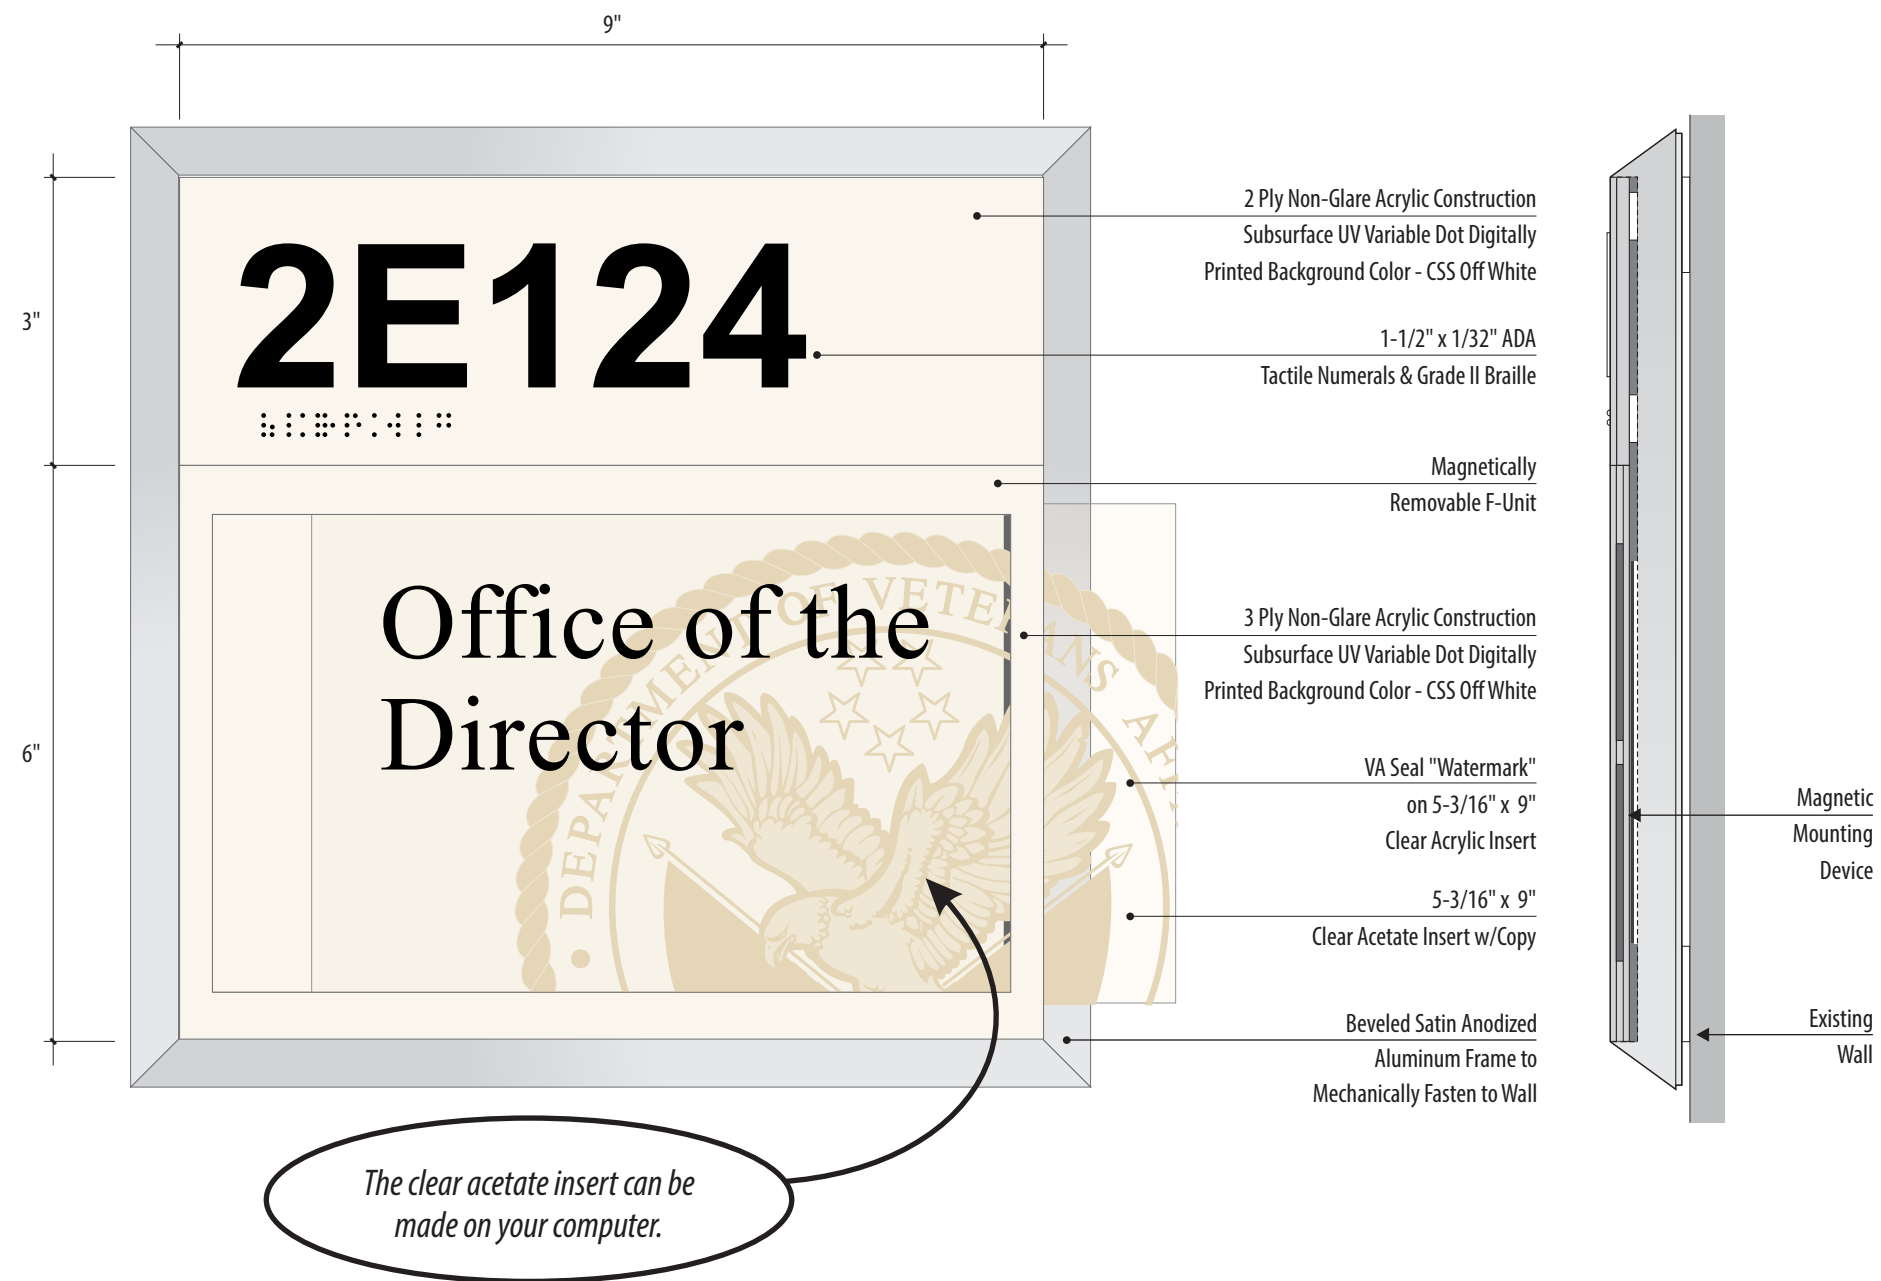 9"
3"
2E124
2 Ply Non-Glare Acrylic Construction
Subsurface UV Variable Dot Digitally
Printed Background Color - CSS Off White
1-1/2" x 1/32" ADA
Tactile Numerals & Grade II Braille
Magnetically
Removable F-Unit
6"
Office of the
Director
DEPARTMENT OF VETERANS
3 Ply Non-Glare Acrylic Construction
Subsurface UV Variable Dot Digitally
Printed Background Color - CSS Off White
VA Seal "Watermark"
on 5-3/16" x 9"
Clear Acrylic Insert
5-3/16" x 9"
Clear Acetate Insert w/Copy
Beveled Satin Anodized
Aluminum Frame to
Mechanically Fasten to Wall
Magnetic
Mounting
Device
Existing
Wall
The clear acetate insert can be
made on your computer.